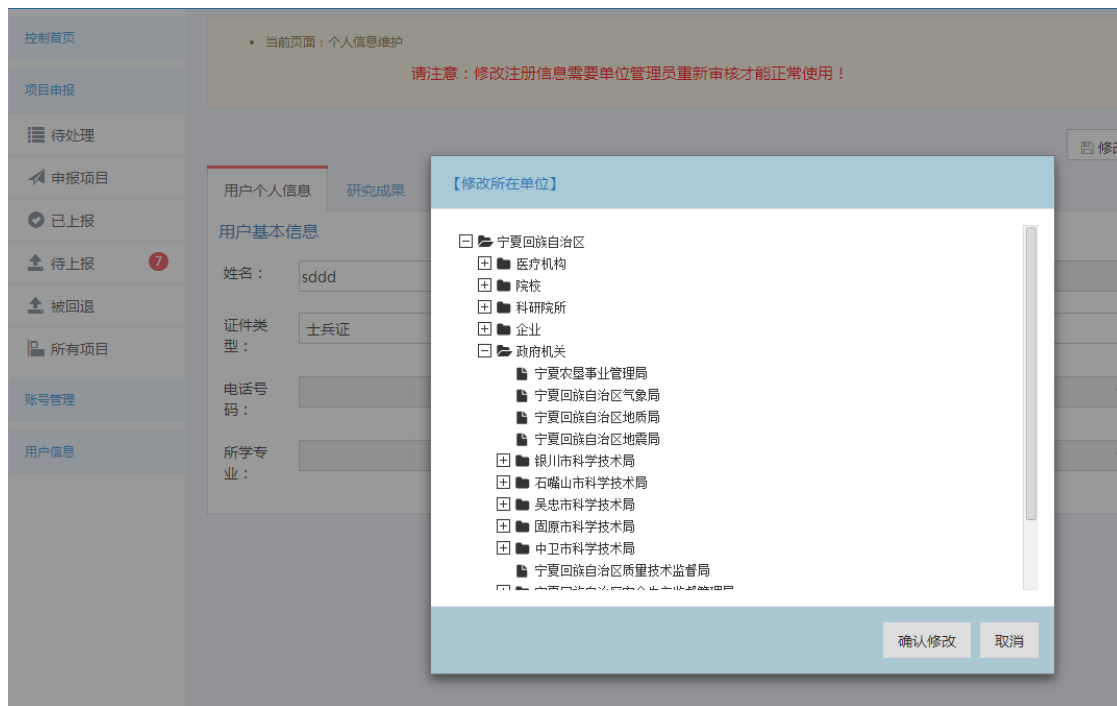 控制首页
项目申报
待处理
申报项目
已上报
待上报
7
被回退
所有项目
账号管理
用户信息
当前页面：个人信息维护
请注意：修改注册信息需要单位管理员重新审核才能正常使用！
用户个人信息
研究成果
用户基本信息
姓名：
sddd
证件类
型：
士兵证
电话号
码：
所学专
业：
【修改所在单位】
宁夏回族自治区
医疗机构
院校
科研院所
企业
政府机关
宁夏农垦事业管理局
宁夏回族自治区气象局
宁夏回族自治区地质局
宁夏回族自治区地震局
银川市科学技术局
石嘴山市科学技术局
吴忠市科学技术局
固原市科学技术局
中卫市科学技术局
宁夏回族自治区质里技术监督局
确认修改
取消